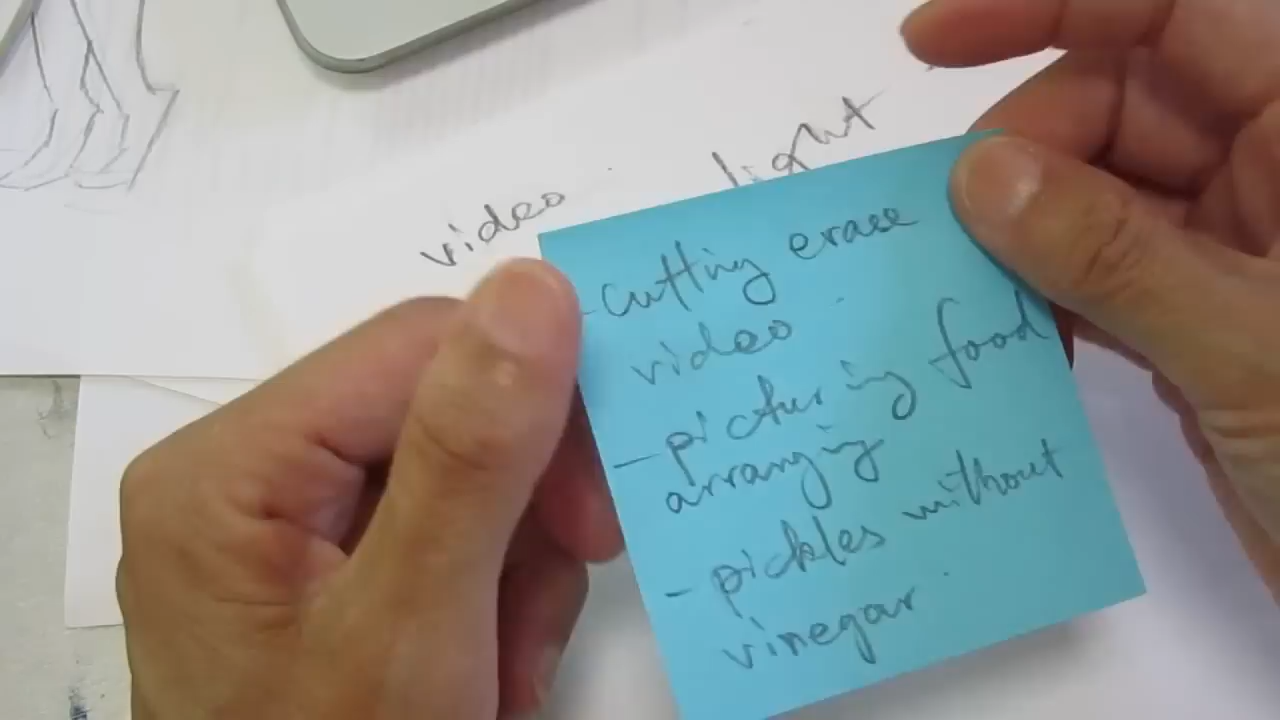 video light
-cutting erase
video
- picturing food
arranging
- pickles without
vinegar